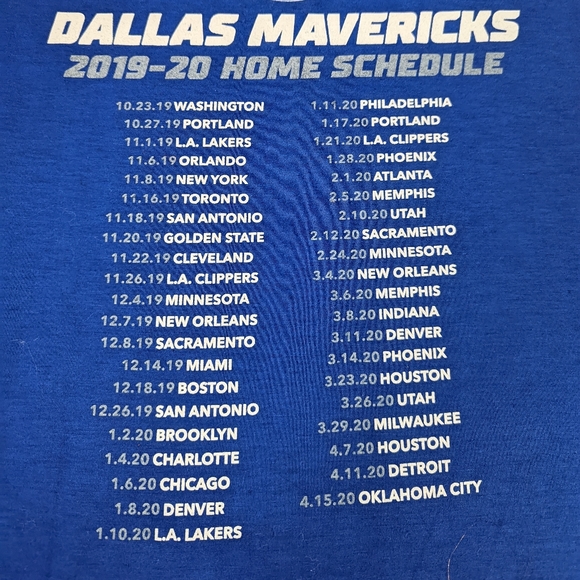 DALLAS MAVERICKS
2019-20 HOME SCHEDULE
10.23.19 WASHINGTON
10.27.19 PORTLAND
11.1.19 L.A. LAKERS
11.6.19 ORLANDO
11.8.19 NEW YORK
11.16.19 TORONTO
11.18.19 SAN ANTONIO
11.20.19 GOLDEN STATE
11.22.19 CLEVELAND
11.26.19 L.A. CLIPPERS
12.4.19 MINNESOTA
12.7.19 NEW ORLEANS
12.8.19 SACRAMENTO
12.14.19 MIAMI
12.18.19 BOSTON
12.26.19 SAN ANTONIO
1.2.20 BROOKLYN
1.4.20 CHARLOTTE
1.6.20 CHICAGO
1.8.20 DENVER
1.10.20 L.A. LAKERS
1.11.20 PHILADELPHIA
1.17.20 PORTLAND
1.21.20 L.A. CLIPPERS
1.28.20 PHOENIX
2.1.20 ATLANTA
2.5.20 MEMPHIS
2.10.20 UTAH
2.12.20 SACRAMENTO
2.24.20 MINNESOTA
3.4.20 NEW ORLEANS
3.6.20 MEMPHIS
3.8.20 INDIANA
3.11.20 DENVER
3.14.20 PHOENIX
3.23.20 HOUSTON
3.26.20 UTAH
3.29.20 MILWAUKEE
4.7.20 HOUSTON
4.11.20 DETROIT
4.15.20 OKLAHOMA CITY